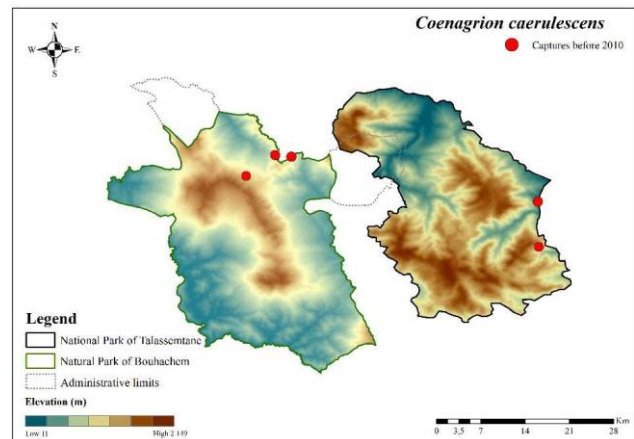 Coenagrion caerulescens
Captures before 2010
N
W E
S
Legend
National Park of Talassemtane
Natural Park of Bouhachem
Administrative limits
Elevation (m)
Low 11 High 2 149
Km
0 3,5 7 14 21 28